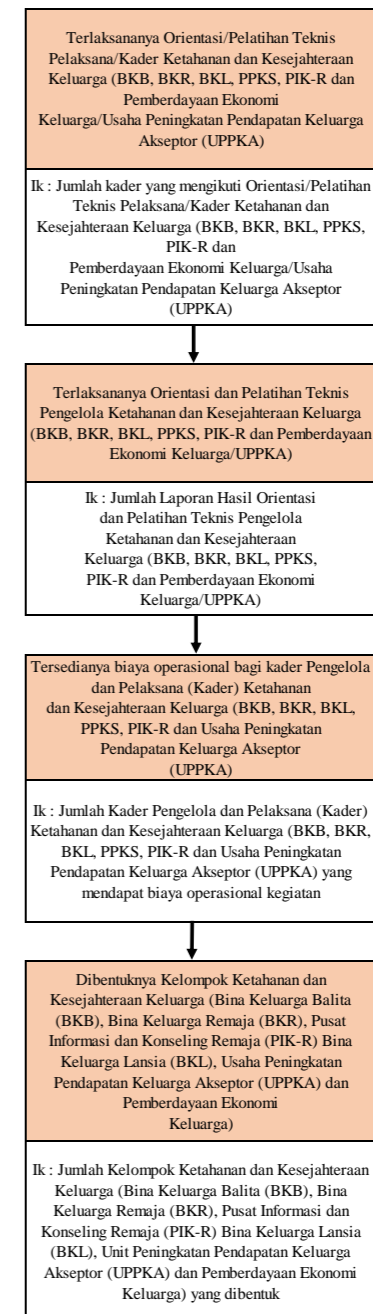 Terlaksananya Orientasi/Pelatihan Teknis
Pelaksana/Kader Ketahanan dan Kesejahteraan
Keluarga (BKB, BKR, BKL, PPKS, PIK-R dan
Pemberdayaan Ekonomi
Keluarga/Usaha Peningkatan Pendapatan Keluarga
Akseptor (UPPKA)
Ik : Jumlah kader yang mengikuti Orientasi/Pelatihan
Teknis Pelaksana/Kader Ketahanan dan
Kesejahteraan Keluarga (BKB, BKR, BKL, PPKS,
PIK-R dan
Pemberdayaan Ekonomi Keluarga/Usaha
Peningkatan Pendapatan Keluarga Akseptor
(UPPKA)
Terlaksananya Orientasi dan Pelatihan Teknis
Pengelola Ketahanan dan Kesejahteraan Keluarga
(BKB, BKR, BKL, PPKS, PIK-R dan Pemberdayaan
Ekonomi Keluarga/UPPKA)
Ik : Jumlah Laporan Hasil Orientasi
dan Pelatihan Teknis Pengelola
Ketahanan dan Kesejahteraan
Keluarga (BKB, BKR, BKL, PPKS,
PIK-R dan Pemberdayaan Ekonomi
Keluarga/UPPKA)
Tersedianya biaya operasional bagi kader Pengelola
dan Pelaksana (Kader) Ketahanan
dan Kesejahteraan Keluarga (BKB, BKR, BKL,
PPKS, PIK-R dan Usaha Peningkatan
Pendapatan Keluarga Akseptor
(UPPKA)
Ik : Jumlah Kader Pengelola dan Pelaksana (Kader)
Ketahanan dan Kesejahteraan Keluarga (BKB, BKR,
BKL, PPKS, PIK-R dan Usaha Peningkatan
Pendapatan Keluarga Akseptor (UPPKA) yang
mendapat biaya operasional kegiatan
Dibentuknya Kelompok Ketahanan dan
Kesejahteraan Keluarga (Bina Keluarga Balita
(BKB), Bina Keluarga Remaja (BKR), Pusat
Informasi dan Konseling Remaja (PIK-R) Bina
Keluarga Lansia (BKL), Usaha Peningkatan
Pendapatan Keluarga Akseptor (UPPKA) dan
Pemberdayaan Ekonomi
Keluarga)
Ik : Jumlah Kelompok Ketahanan dan Kesejahteraan
Keluarga (Bina Keluarga Balita (BKB), Bina
Keluarga Remaja (BKR), Pusat Informasi dan
Konseling Remaja (PIK-R) Bina Keluarga Lansia
(BKL), Unit Peningkatan Pendapatan Keluarga
Akseptor (UPPKA) dan Pemberdayaan Ekonomi
Keluarga) yang dibentuk